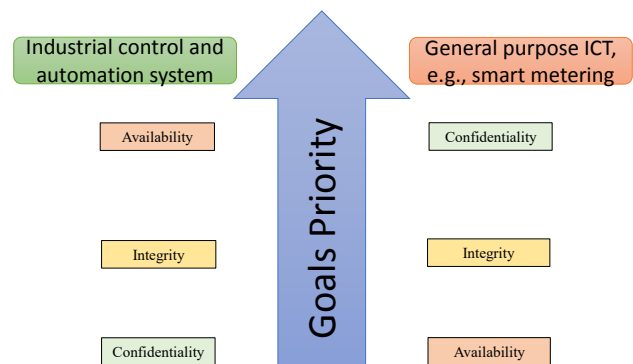 Industrial control and
automation system
General purpose ICT,
e.g., smart metering
Goals Priority
Availability
Confidentiality
Integrity
Integrity
Confidentiality
Availability